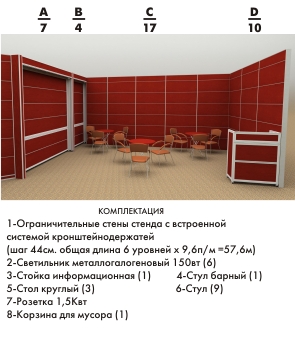 A B C D
7 4 17 10
КОМПЛЕКТАЦИЯ
1-Ограничительные стены стенда с встроенной
системой кронштейнодержателей
(шаг 44см. общая длина 6 уровней х 9,6п/м =57,6м)
2-Светильник металлогалогеновый 150вт (6)
3-Стойка информационная (1) 4-Стул барный (1)
5-Стол круглый (3) 6-Стул (9)
7-Розетка 1,5Квт
8-Корзина для мусора (1)